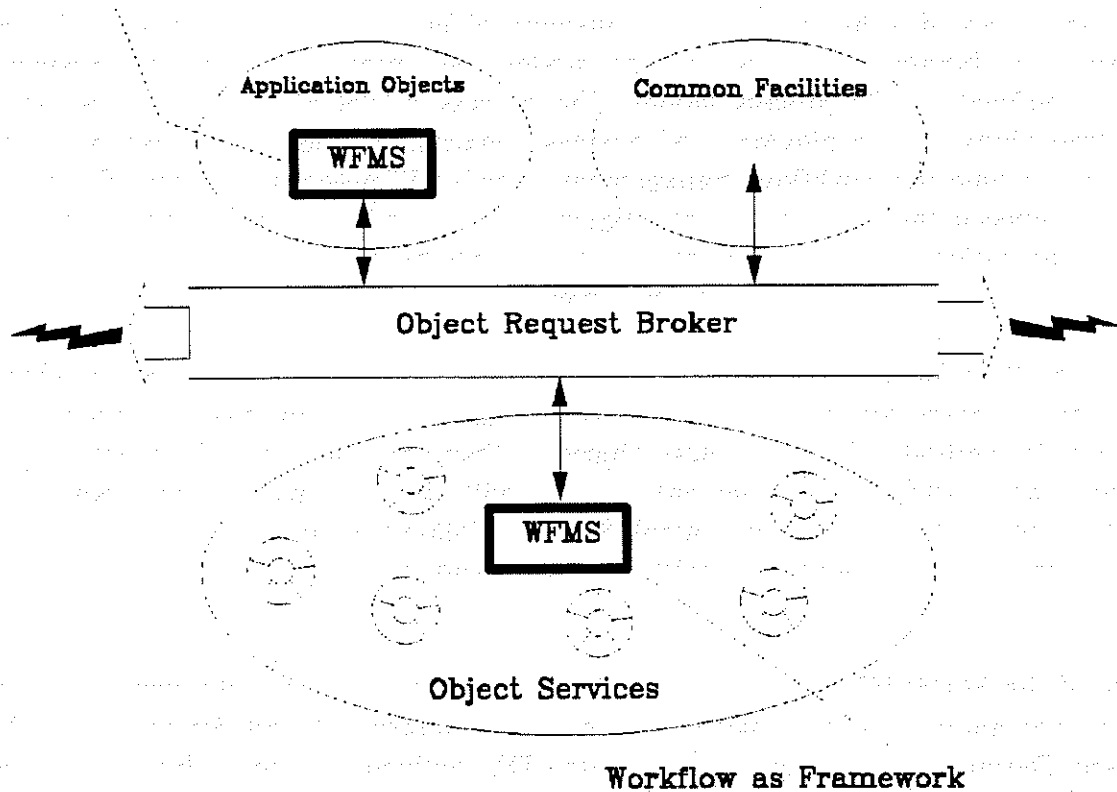 Application Objects
Common Facilities
WFMS
Object Request Broker
WFMS
Object Services
Workflow as Framework